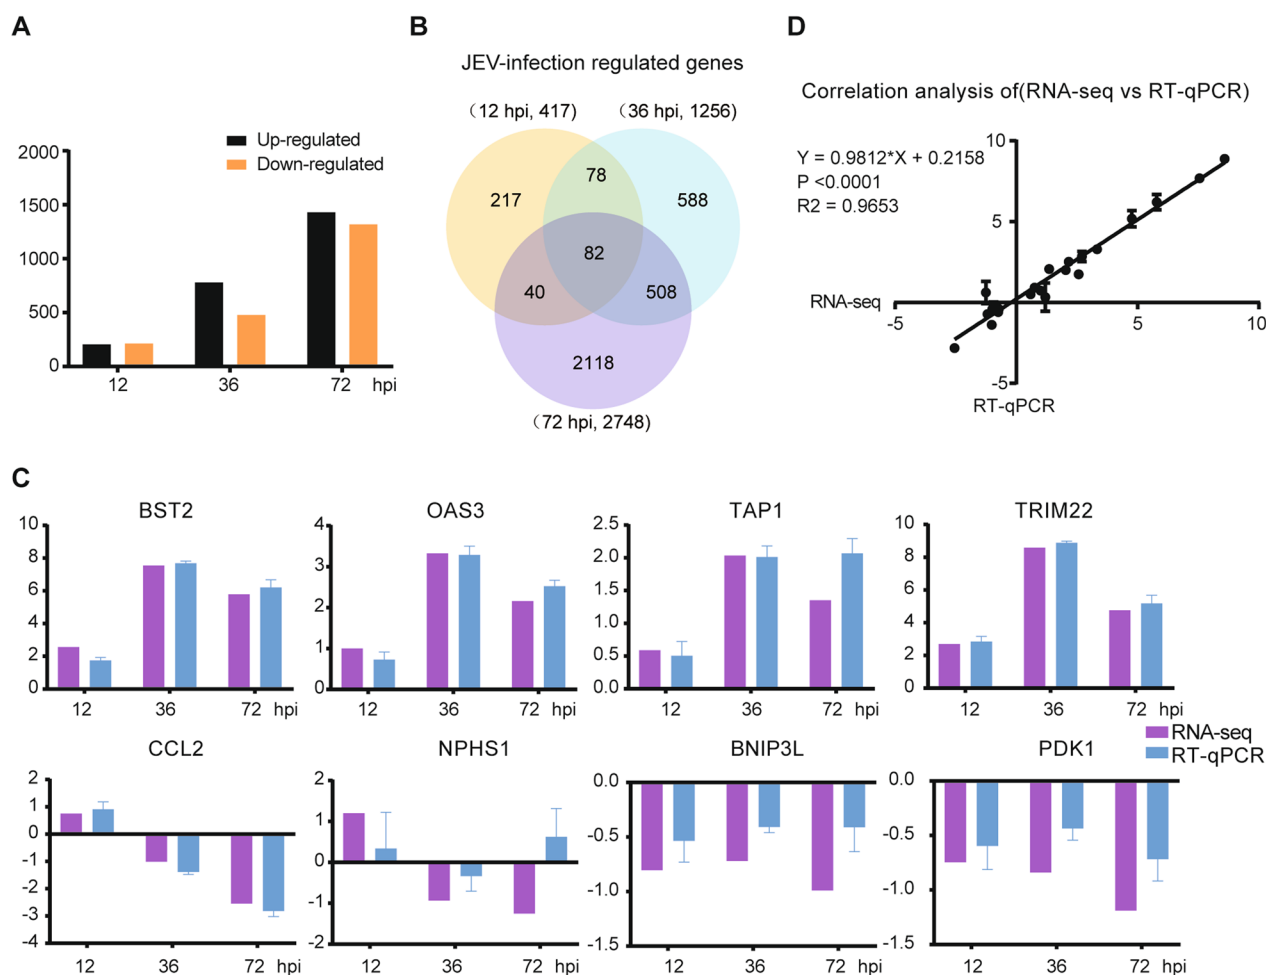 A
Up-regulated
Down-regulated
2000
1500
1000
500
0
12 36 72 hpi
B
JEV-infection regulated genes
(12 hpi, 417) (36 hpi, 1256)
78
217 588
82
40 508
2118
(72 hpi, 2748)
D
Correlation analysis of(RNA-seq vs RT-qPCR)
Y = 0.9812*X + 0.2158
P <0.0001
R2 = 0.9653
10
5
RNA-seq
-5 5 10
-5
RT-qPCR
C
BST2
10
8
6
4
2
0
12 36 72 hpi
OAS3
4
3
2
1
0
12 36 72 hpi
TAP1
2.5
2.0
1.5
1.0
0.5
0.0
12 36 72 hpi
TRIM22
10
8
6
4
2
0
12 36 72 hpi
RNA-seq
RT-qPCR
CCL2
2
1
0
-1
-2
-3
-4
12 36 72 hpi
NPHS1
2
1
0
-1
-2
12 36 72 hpi
BNIP3L
0.0
-0.5
-1.0
-1.5
12 36 72 hpi
PDK1
0.0
-0.5
-1.0
-1.5
12 36 72 hpi